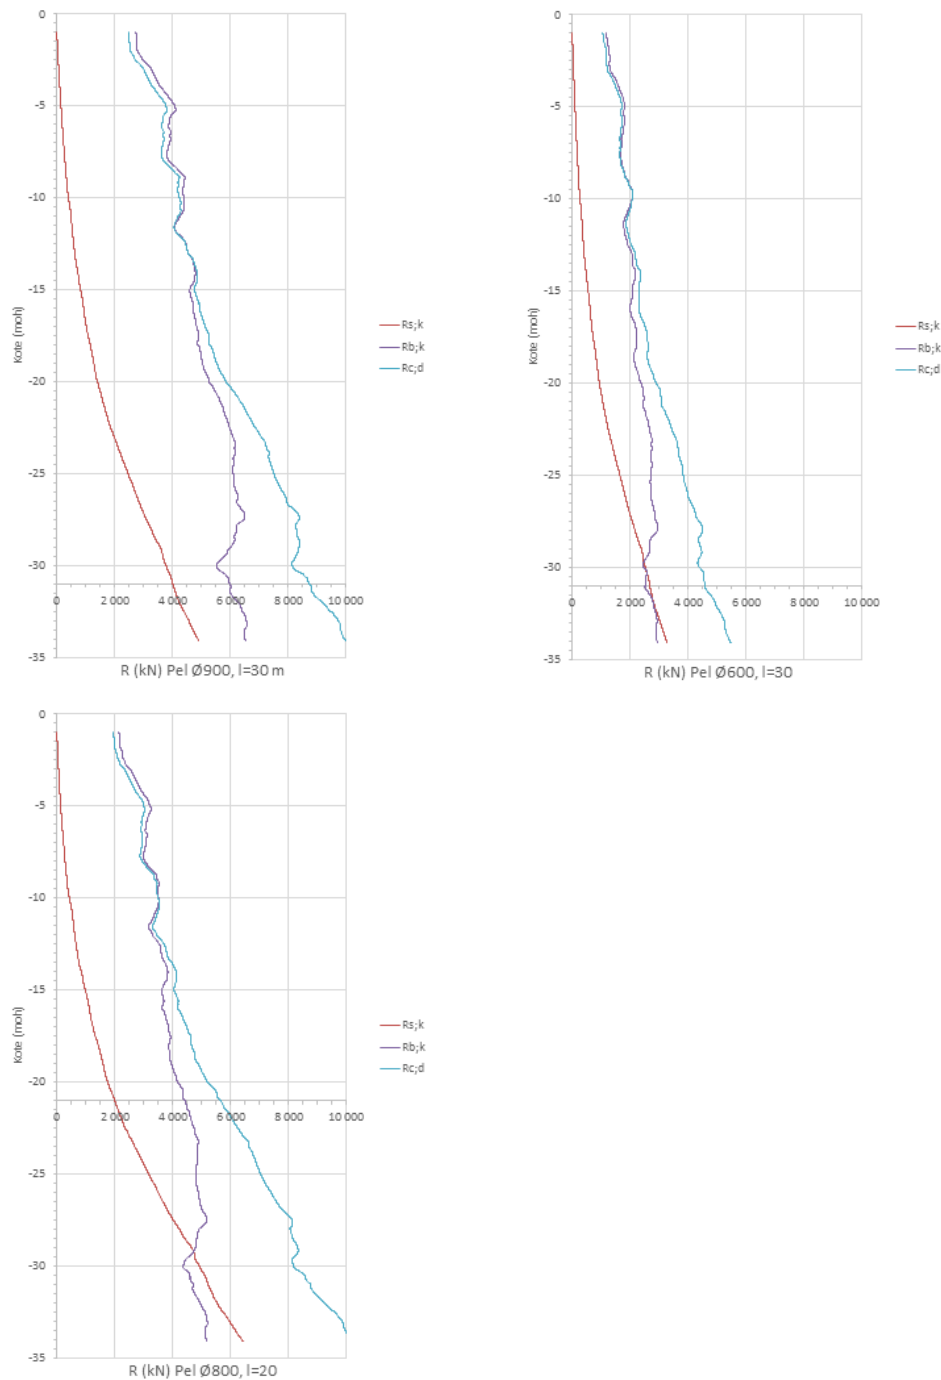 0
-5
-10
-15
-20
-25
-30
-35
Kote (moh)
0
2 000
4 000
6 000
8 000
10 000
R (kN) Pel Ø900, l=30 m
Rs;k
Rb;k
Rc;d
0
-5
-10
-15
-20
-25
-30
-35
Kote (moh)
0
2 000
4 000
6 000
8 000
10 000
R (kN) Pel Ø600, l=30
Rs;k
Rb;k
Rc;d
0
-5
-10
-15
-20
-25
-30
-35
Kote (moh)
0
2 000
4 000
6 000
8 000
10 000
R (kN) Pel Ø800, l=20
Rs;k
Rb;k
Rc;d